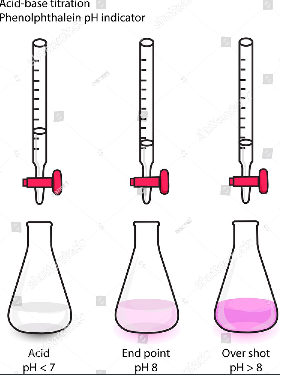 Acid-base titration
Phenolphthalein pH indicator
Acid
pH < 7
End point
pH 8
Over shot
pH > 8